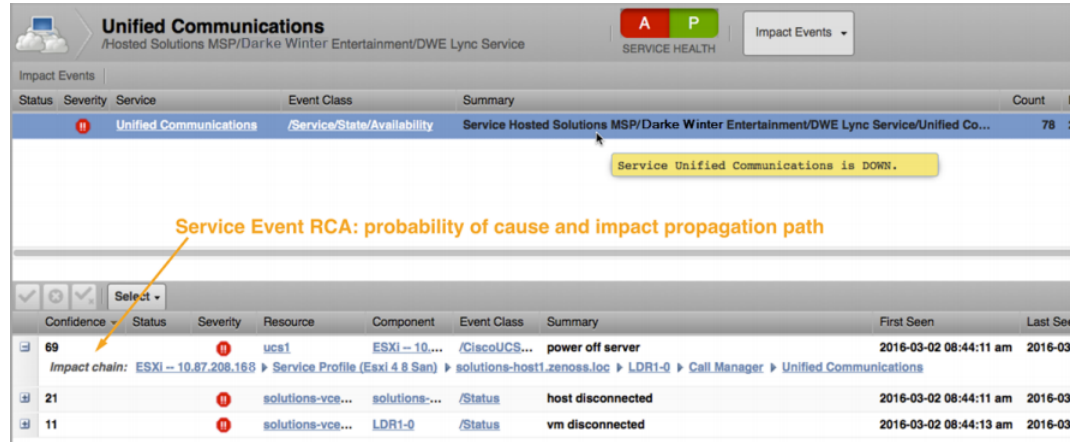 Unified Communications
/Hosted Solutions MSP/Darke Winter Entertainment/DWE Lync Service
A P
SERVICE HEALTH
Impact Events
Impact Events
Status Severity Service Event Class Summary Count
Unified Communications /Service/State/Availability Service Hosted Solutions MSP/Darke Winter Entertainment/DWE Lync Service/Unified Co... 78
Service Unified Communications is DOWN.
Service Event RCA: probability of cause and impact propagation path
Select
Confidence Status Severity Resource Component Event Class Summary First Seen Last See
69 ucs1 ESXi -- 10.... /CiscoUCS... power off server 2016-03-02 08:44:11 am 2016-03
Impact chain: ESXi -- 10.87.208.168 Service Profile (Esxi 4 8 San) solutions-host1.zenoss.loc LDR1-0 Call Manager Unified Communications
21 solutions-vce... solutions-... /Status host disconnected 2016-03-02 08:44:11 am 2016-03
11 solutions-vce... LDR1-0 /Status vm disconnected 2016-03-02 08:44:13 am 2016-03